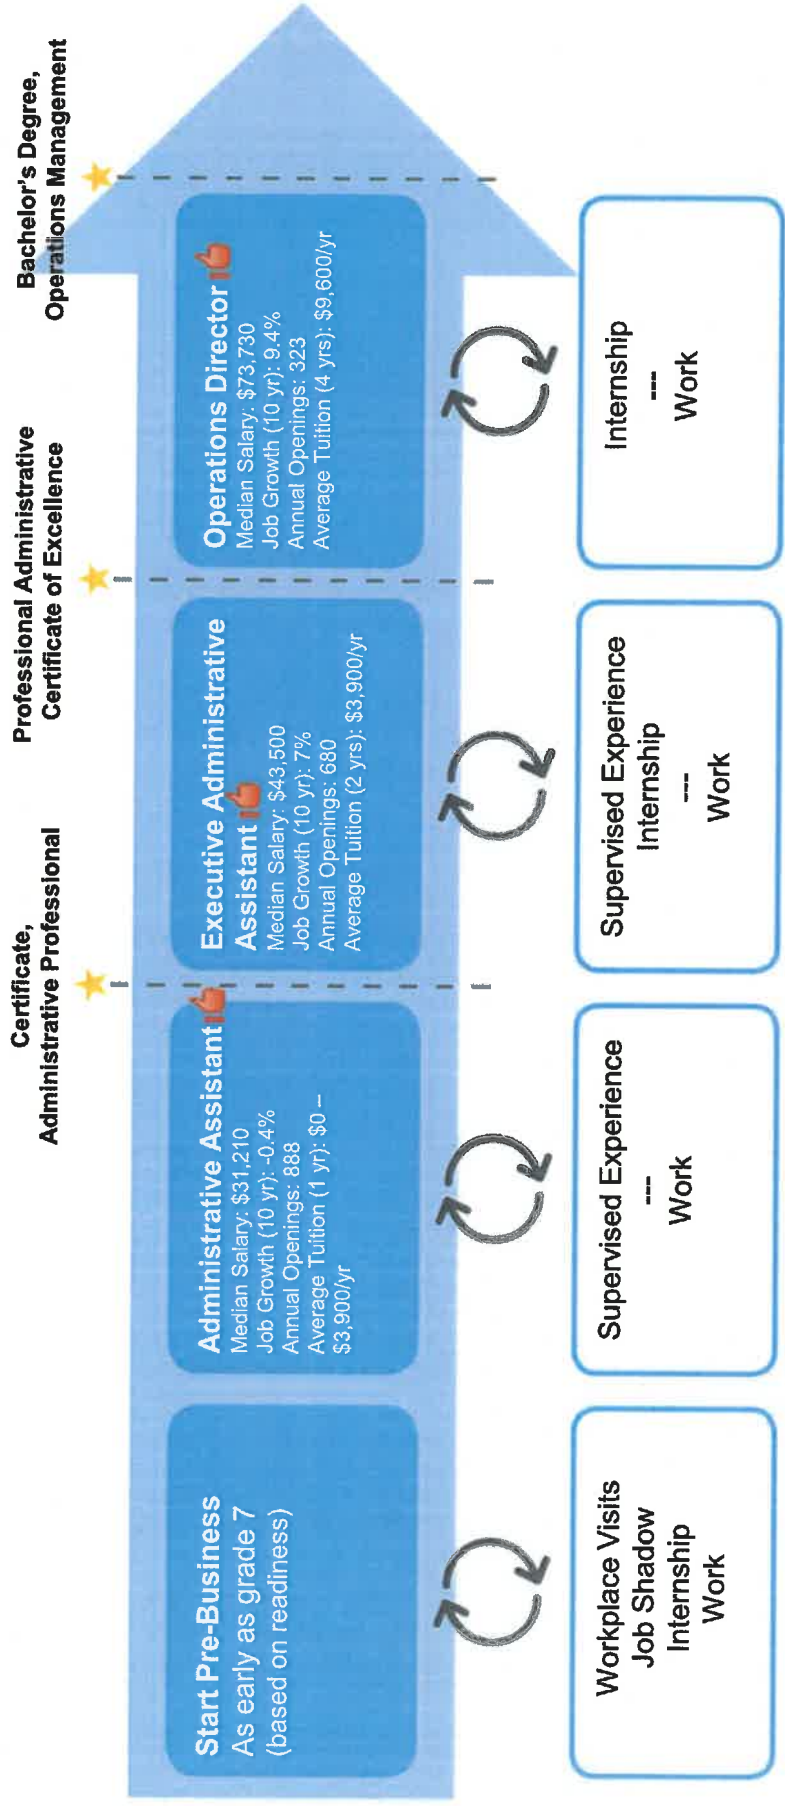 Certificate,
Administrative Professional
Professional Administrative
Certificate of Excellence
Bachelor's Degree,
Operations Management
Start Pre-Business
As early as grade 7
(based on readiness)
Administrative Assistant
Median Salary: $31,210
Job Growth (10 yr): -0.4%
Annual Openings: 888
Average Tuition (1 yr): $0 –
$3,900/yr
Executive Administrative
Assistant
Median Salary: $43,500
Job Growth (10 yr): 7%
Annual Openings: 680
Average Tuition (2 yrs): $3,900/yr
Operations Director
Median Salary: $73,730
Job Growth (10 yr): 9.4%
Annual Openings: 323
Average Tuition (4 yrs): $9,600/yr
Workplace Visits
Job Shadow
Internship
Work
Supervised Experience
---
Work
Supervised Experience
Internship
---
Work
Internship
---
Work